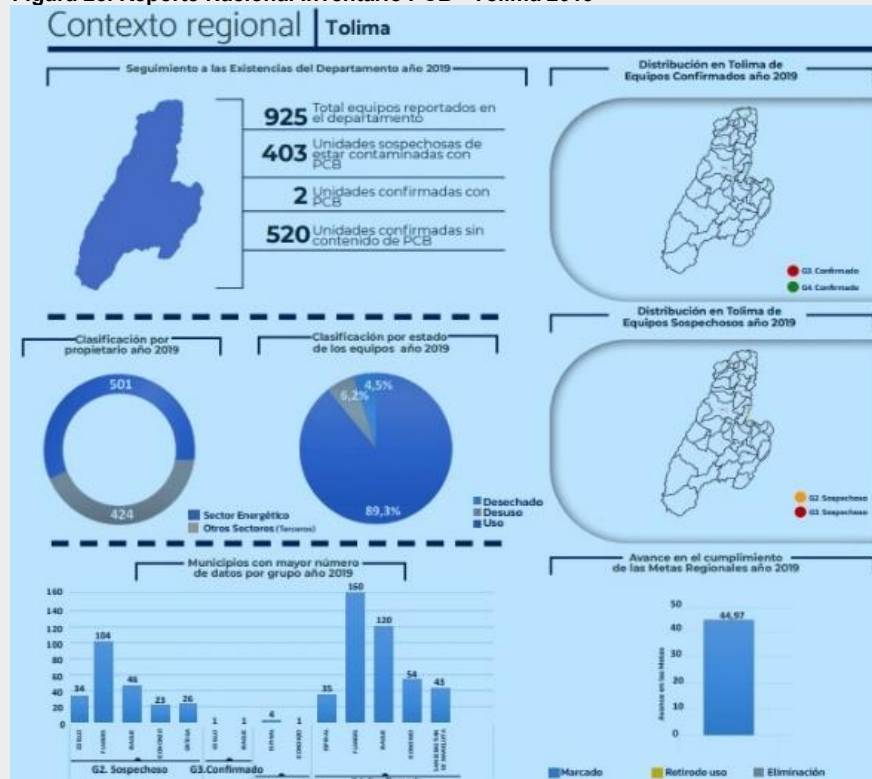 Contexto regional | Tolima
Seguimiento a las Existencias del Departamento año 2019
925 Total equipos reportados en
el departamento
403 Unidades sospechosas de
estar contaminadas con
PCB
2 Unidades confirmadas con
PCB
520 Unidades confirmadas sin
contenido de PCB
Distribución en Tolima de
Equipos Confirmados año 2019
G3. Confirmado
G4. Confirmado
Clasificación por
propietario año 2019
501
424
Sector Energético
Otros Sectores (Terceros)
Clasificación por estado
de los equipos año 2019
4,5%
6,2%
89,3%
Desechado
Desuso
Uso
Distribución en Tolima de
Equipos Sospechosos año 2019
G2 Sospechoso
G1 Sospechoso
Municipios con mayor número
de datos por grupo año 2019
160
140
120
100
80
60
40
20
0
34
104
46
23
26
1
1
4
1
35
160
120
54
43
G2. Sospechoso
G3.Confirmado
Avance en el cumplimiento
de las Metas Regionales año 2019
Avance en las Metas
50
40
30
20
10
0
44,97
Marcado
Retiro de uso
Eliminación